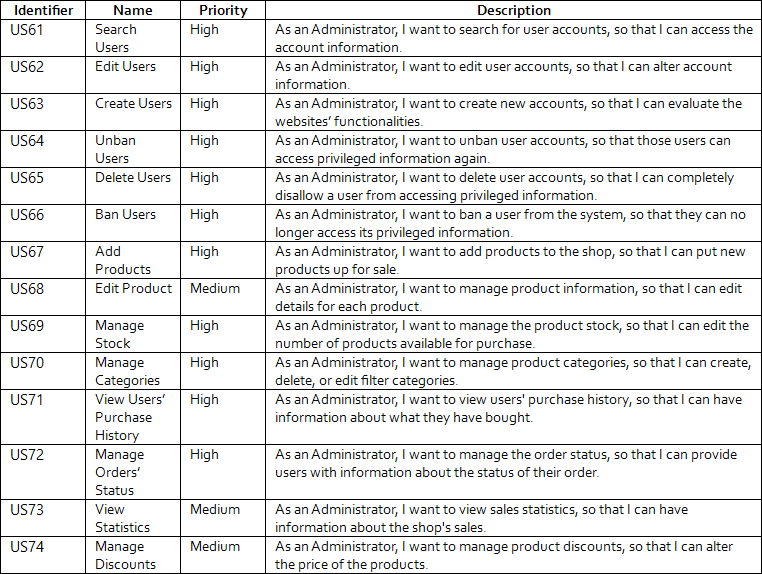 Identifier Name Priority Description
US61 Search Users High As an Administrator, I want to search for user accounts, so that I can access the
account information.
US62 Edit Users High As an Administrator, I want to edit user accounts, so that I can alter account
information.
US63 Create Users High As an Administrator, I want to create new accounts, so that I can evaluate the
websites’ functionalities.
US64 Unban Users High As an Administrator, I want to unban user accounts, so that those users can
access privileged information again.
US65 Delete Users High As an Administrator, I want to delete user accounts, so that I can completely
disallow a user from accessing privileged information.
US66 Ban Users High As an Administrator, I want to ban a user from the system, so that they can no
longer access its privileged information.
US67 Add Products High As an Administrator, I want to add products to the shop, so that I can put new
products up for sale.
US68 Edit Product Medium As an Administrator, I want to manage product information, so that I can edit
details for each product.
US69 Manage Stock High As an Administrator, I want to manage the product stock, so that I can edit the
number of products available for purchase.
US70 Manage Categories High As an Administrator, I want to manage product categories, so that I can create,
delete, or edit filter categories.
US71 View Users’ Purchase History High As an Administrator, I want to view users' purchase history, so that I can have
information about what they have bought.
US72 Manage Orders’ Status High As an Administrator, I want to manage the order status, so that I can provide
users with information about the status of their order.
US73 View Statistics Medium As an Administrator, I want to view sales statistics, so that I can have
information about the shop's sales.
US74 Manage Discounts Medium As an Administrator, I want to manage product discounts, so that I can alter
the price of the products.